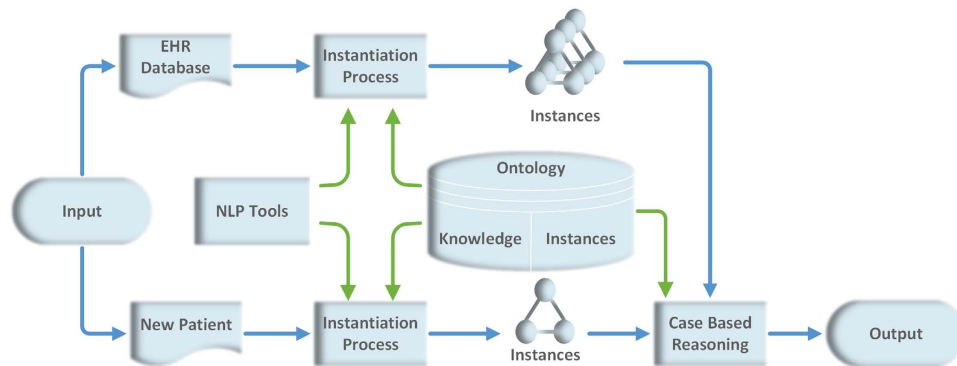 EHR
Database
Instantiation
Process
Instances
Ontology
Input
NLP Tools
Knowledge
Instances
New Patient
Instantiation
Process
Instances
Case Based
Reasoning
Output